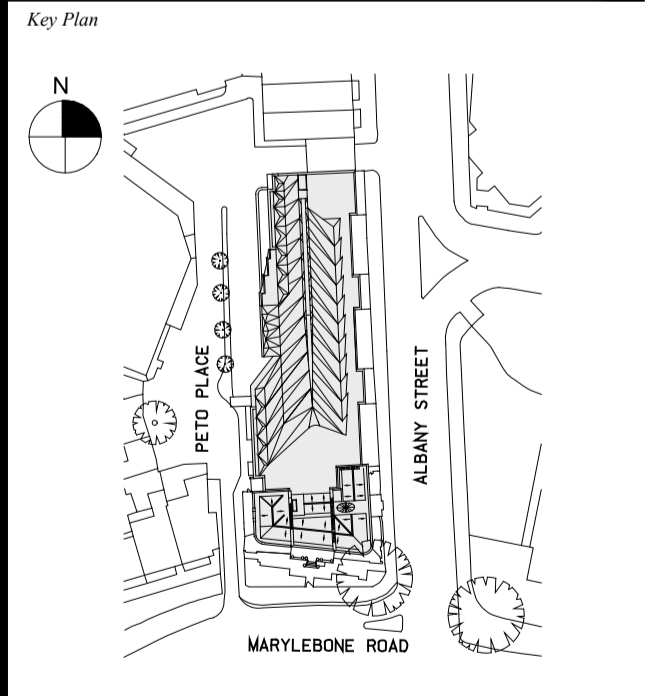 Key Plan
N
PETO PLACE
ALBANY STREET
MARYLEBONE ROAD